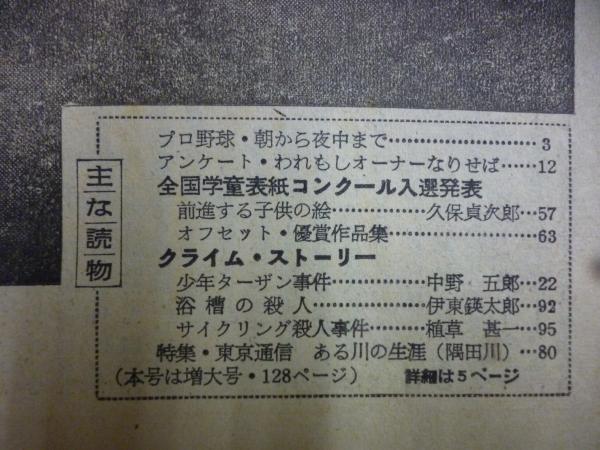 主な読物
プロ野球・朝から夜中まで……………………3
アンケート・われもしオーナーなりせば……12
全国学童表紙コンクール入選発表
前進する子供の絵……………久保貞次郎…57
オフセット・優賞作品集……………………63
クライム・ストーリー
少年ターザン事件……………中野　五郎…22
浴槽の殺人………………伊東鍈太郎…92
サイクリング殺人事件………植草　甚一…95
特集・東京通信　ある川の生涯（隅田川）…80
（本号は増大号・128ページ）　詳細は5ページ